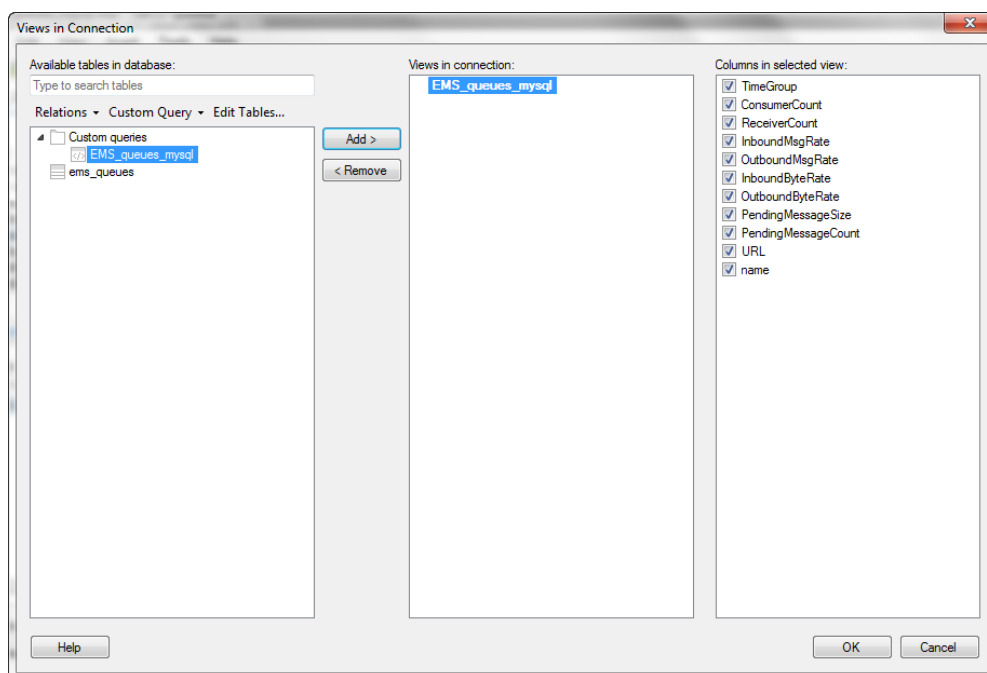 Views in Connection
Available tables in database:
Type to search tables
Relations Custom Query Edit Tables...
Custom queries
EMS_queues_mysql
ems_queues
Add >
< Remove
Views in connection:
EMS_queues_mysql
Columns in selected view:
TimeGroup
ConsumerCount
ReceiverCount
InboundMsgRate
OutboundMsgRate
InboundByteRate
OutboundByteRate
PendingMessageSize
PendingMessageCount
URL
name
Help
OK
Cancel